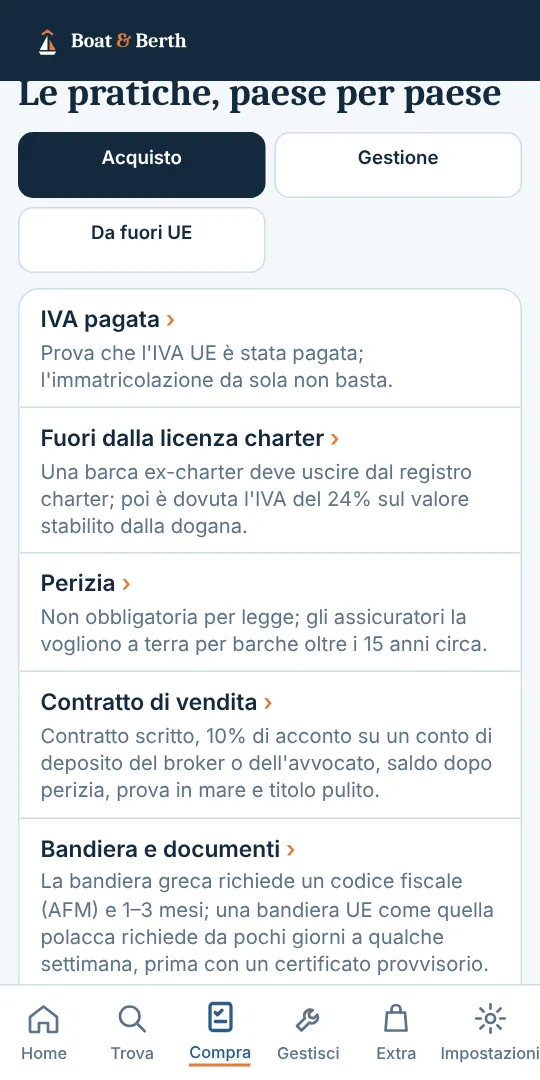 Boat & Berth
Le pratiche, paese per paese
Acquisto
Gestione
Da fuori UE
IVA pagata ›
Prova che l'IVA UE è stata pagata;
l'immatricolazione da sola non basta.
Fuori dalla licenza charter ›
Una barca ex-charter deve uscire dal registro
charter; poi è dovuta l'IVA del 24% sul valore
stabilito dalla dogana.
Perizia ›
Non obbligatoria per legge; gli assicuratori la
vogliono a terra per barche oltre i 15 anni circa.
Contratto di vendita ›
Contratto scritto, 10% di acconto su un conto di
deposito del broker o dell'avvocato, saldo dopo
perizia, prova in mare e titolo pulito.
Bandiera e documenti ›
La bandiera greca richiede un codice fiscale
(AFM) e 1–3 mesi; una bandiera UE come quella
polacca richiede da pochi giorni a qualche
settimana, prima con un certificato provvisorio.
Home
Trova
Compra
Gestisci
Extra
Impostazioni